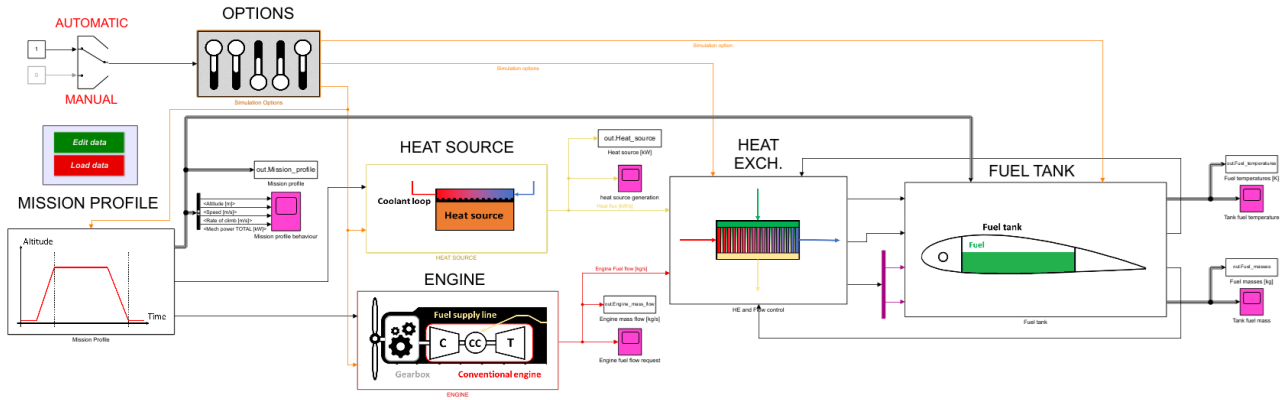 OPTIONS
AUTOMATIC
1
0
MANUAL
Simulation Options
Simulation option
Simulation options
Edit data
Load data
out.Mission_profile
Mission profile
<Altitude [m]>
<Speed [m/s]>
<Rate of climb [m/s]>
<Mech power TOTAL [kW]>
Mission profile behaviour
MISSION PROFILE
Altitude
Time
Mission Profile
HEAT SOURCE
Coolant loop
Heat source
HEAT SOURCE
out.Heat_source
Heat source [kW]
heat source generation
Heat flux [kW/s]
ENGINE
Fuel supply line
C
CC
T
Gearbox
Conventional engine
ENGINE
Engine Fuel flow [kg/s]
out.Engine_mass_flow
Engine mass flow [kg/s]
Engine fuel flow request
HEAT
EXCH.
HE and Flow control
FUEL TANK
Fuel tank
Fuel
Fuel tank
out.Fuel_temperatures
Fuel temperatures [K]
Tank fuel temperature
out.Fuel_masses
Fuel masses [kg]
Tank fuel mass